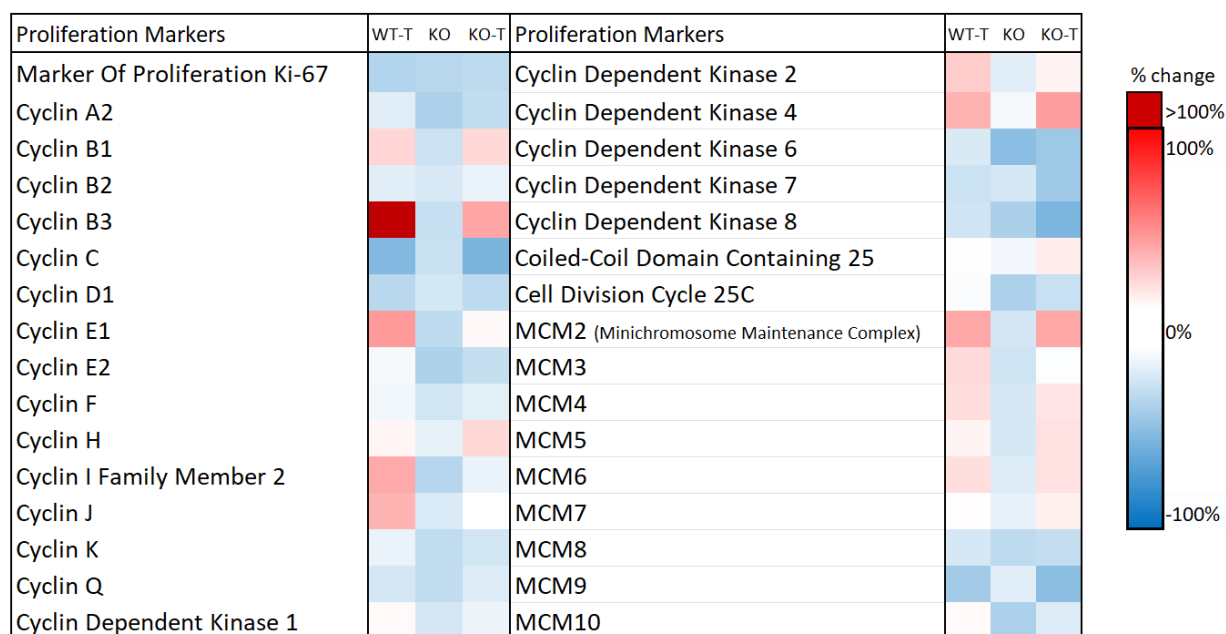 Proliferation Markers WT-T KO KO-T Proliferation Markers WT-T KO KO-T
Marker Of Proliferation Ki-67 Cyclin Dependent Kinase 2
Cyclin A2 Cyclin Dependent Kinase 4
Cyclin B1 Cyclin Dependent Kinase 6
Cyclin B2 Cyclin Dependent Kinase 7
Cyclin B3 Cyclin Dependent Kinase 8
Cyclin C Coiled-Coil Domain Containing 25
Cyclin D1 Cell Division Cycle 25C
Cyclin E1 MCM2 (Minichromosome Maintenance Complex)
Cyclin E2 MCM3
Cyclin F MCM4
Cyclin H MCM5
Cyclin I Family Member 2 MCM6
Cyclin J MCM7
Cyclin K MCM8
Cyclin Q MCM9
Cyclin Dependent Kinase 1 MCM10
% change
>100%
100%
0%
-100%